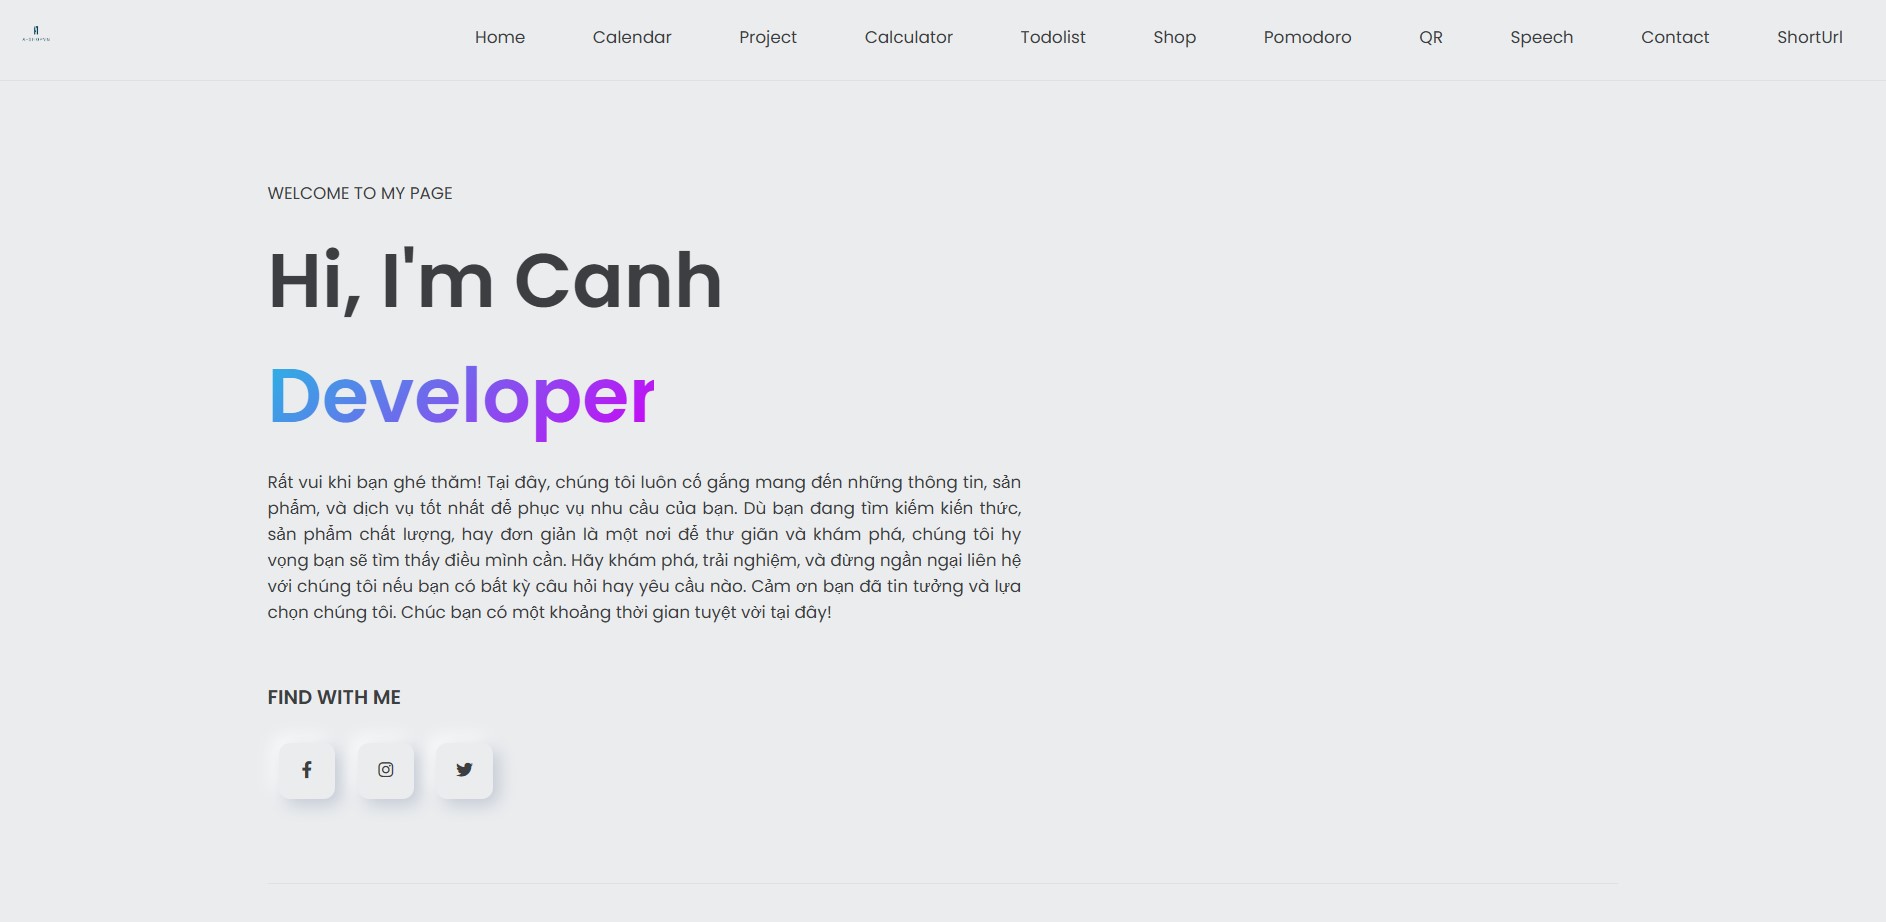 Home Calendar Project Calculator Todolist Shop Pomodoro QR Speech Contact ShortUrl
WELCOME TO MY PAGE
Hi, I'm Canh
Developer
Rất vui khi bạn ghé thăm! Tại đây, chúng tôi luôn cố gắng mang đến những thông tin, sản
phẩm, và dịch vụ tốt nhất để phục vụ nhu cầu của bạn. Dù bạn đang tìm kiếm kiến thức,
sản phẩm chất lượng, hay đơn giản là một nơi để thư giãn và khám phá, chúng tôi hy
vọng bạn sẽ tìm thấy điều mình cần. Hãy khám phá, trải nghiệm, và đừng ngần ngại liên hệ
với chúng tôi nếu bạn có bất kỳ câu hỏi hay yêu cầu nào. Cảm ơn bạn đã tin tưởng và lựa
chọn chúng tôi. Chúc bạn có một khoảng thời gian tuyệt vời tại đây!
FIND WITH ME